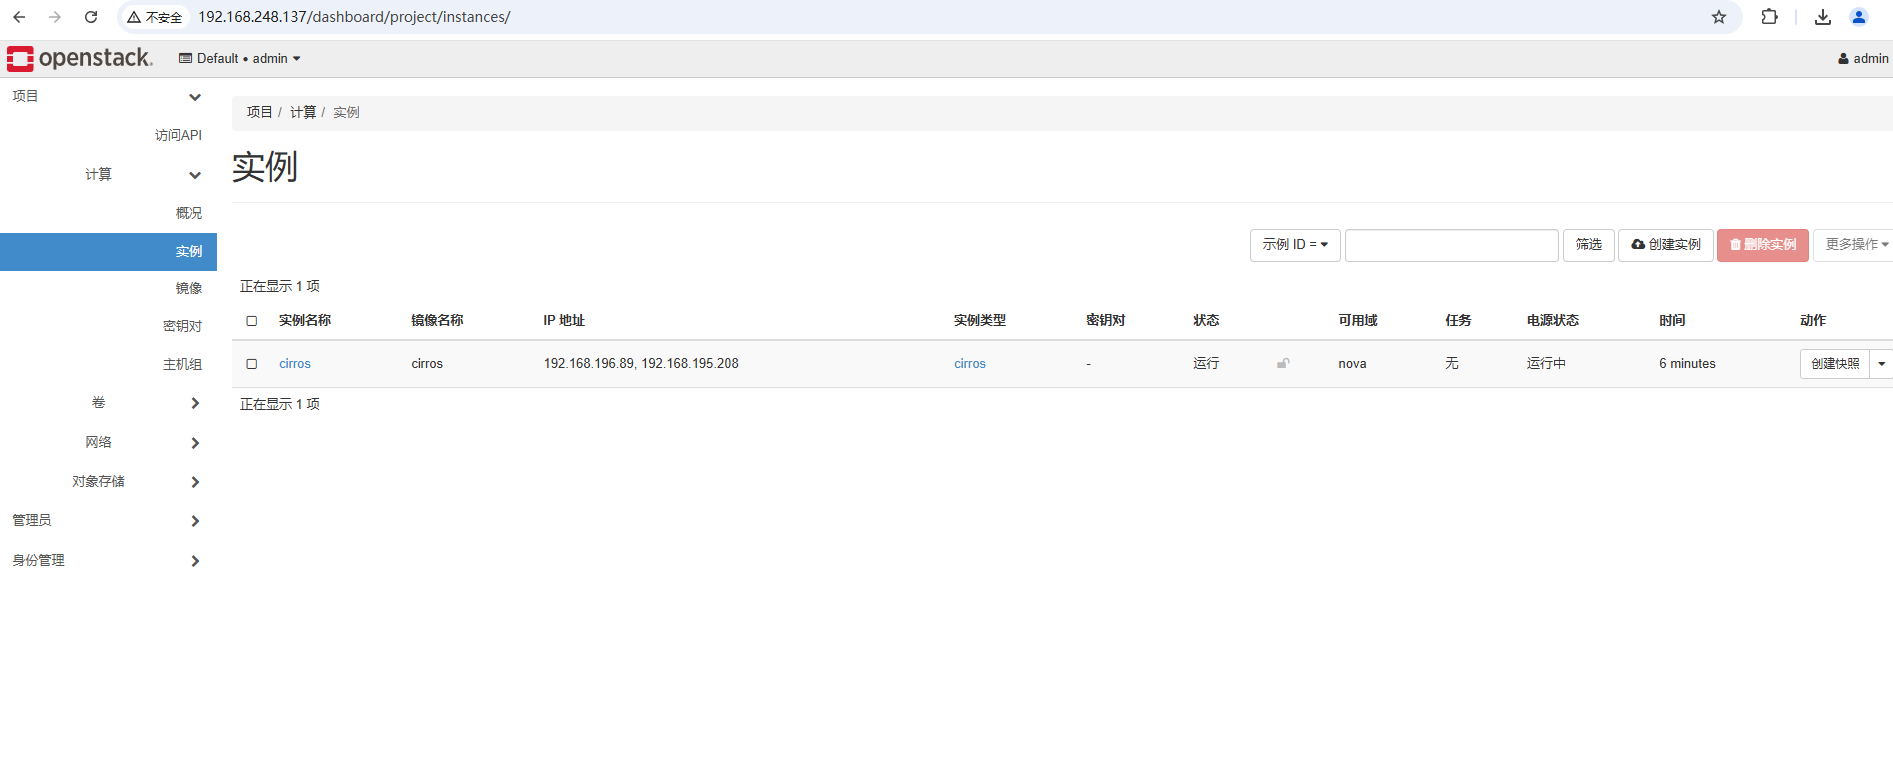 不安全 192.168.248.137/dashboard/project/instances/
openstack. Default • admin admin
项目
访问API
计算
概况
实例
镜像
密钥对
主机组
卷
网络
对象存储
管理员
身份管理
项目 / 计算 / 实例
实例
示例 ID = 筛选 创建实例 删除实例 更多操作
正在显示 1 项
实例名称 镜像名称 IP 地址 实例类型 密钥对 状态 可用域 任务 电源状态 时间 动作
cirros cirros 192.168.196.89, 192.168.195.208 cirros - 运行 nova 无 运行中 6 minutes 创建快照
正在显示 1 项